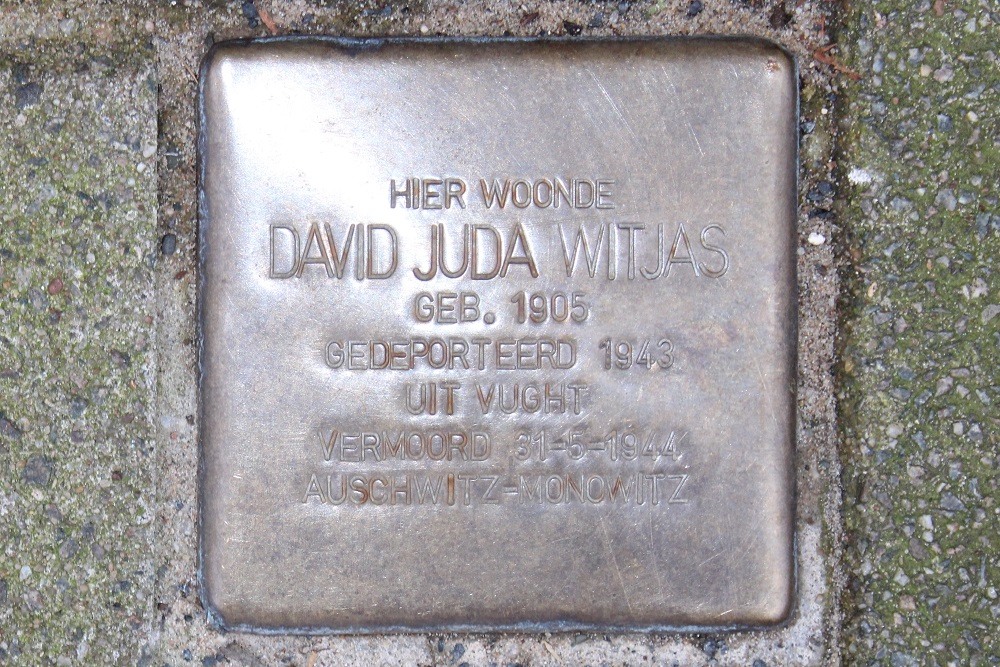 HIER WOONDE
DAVID JUDA WITJAS
GEB. 1905
GEDEPORTEERD 1943
UIT VUGHT
VERMOORD 31-5-1944
AUSCHWITZ-MONOWITZ